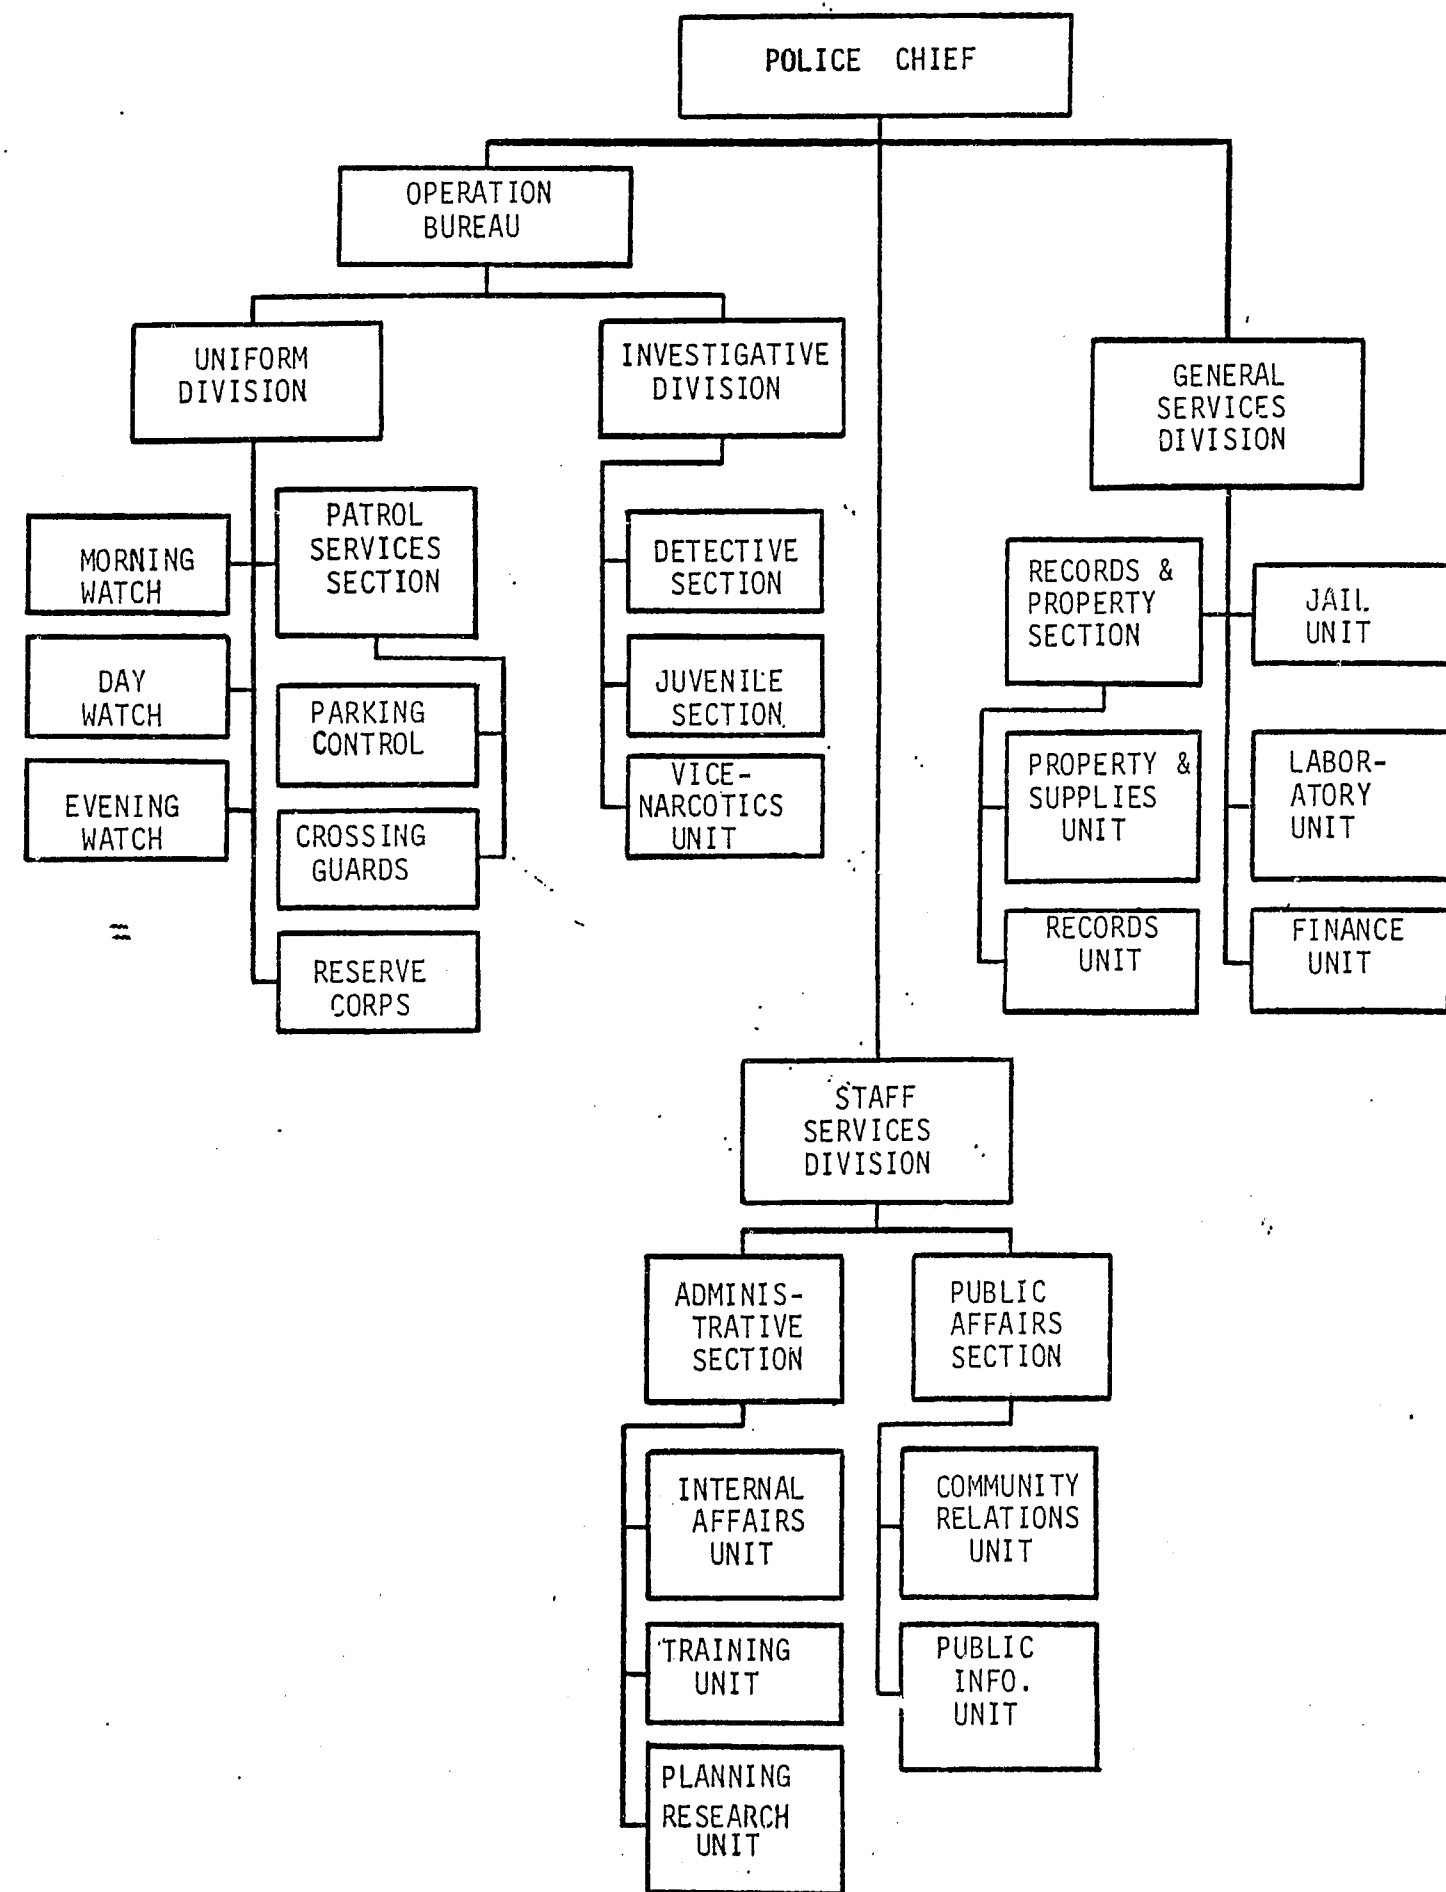 POLICE CHIEF
OPERATION
BUREAU
UNIFORM
DIVISION
INVESTIGATIVE
DIVISION
GENERAL
SERVICES
DIVISION
MORNING
WATCH
DAY
WATCH
EVENING
WATCH
PATROL
SERVICES
SECTION
PARKING
CONTROL
CROSSING
GUARDS
RESERVE
CORPS
DETECTIVE
SECTION
JUVENILE
SECTION
VICE-
NARCOTICS
UNIT
RECORDS &
PROPERTY
SECTION
PROPERTY &
SUPPLIES
UNIT
RECORDS
UNIT
JAIL
UNIT
LABOR-
ATORY
UNIT
FINANCE
UNIT
STAFF
SERVICES
DIVISION
ADMINIS-
TRATIVE
SECTION
INTERNAL
AFFAIRS
UNIT
TRAINING
UNIT
PLANNING
RESEARCH
UNIT
PUBLIC
AFFAIRS
SECTION
COMMUNITY
RELATIONS
UNIT
PUBLIC
INFO.
UNIT